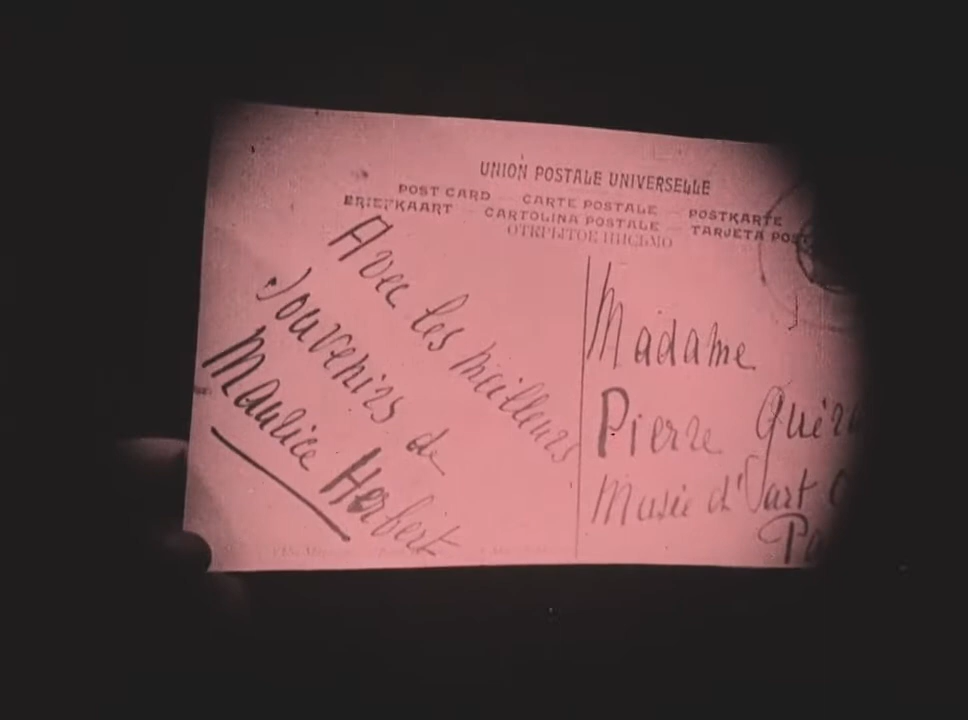 UNION POSTALE UNIVERSELLE
POST CARD — CARTE POSTALE — POSTKARTE
BRIEFKAART — CARTOLINA POSTALE — TARJETA
ОТКРЫТОЕ ПИСЬМО
Avec les meilleurs
Souvenirs de
Maurice Herbert
Madame
Pierre
Musée d'art